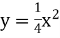 y = ¼x²